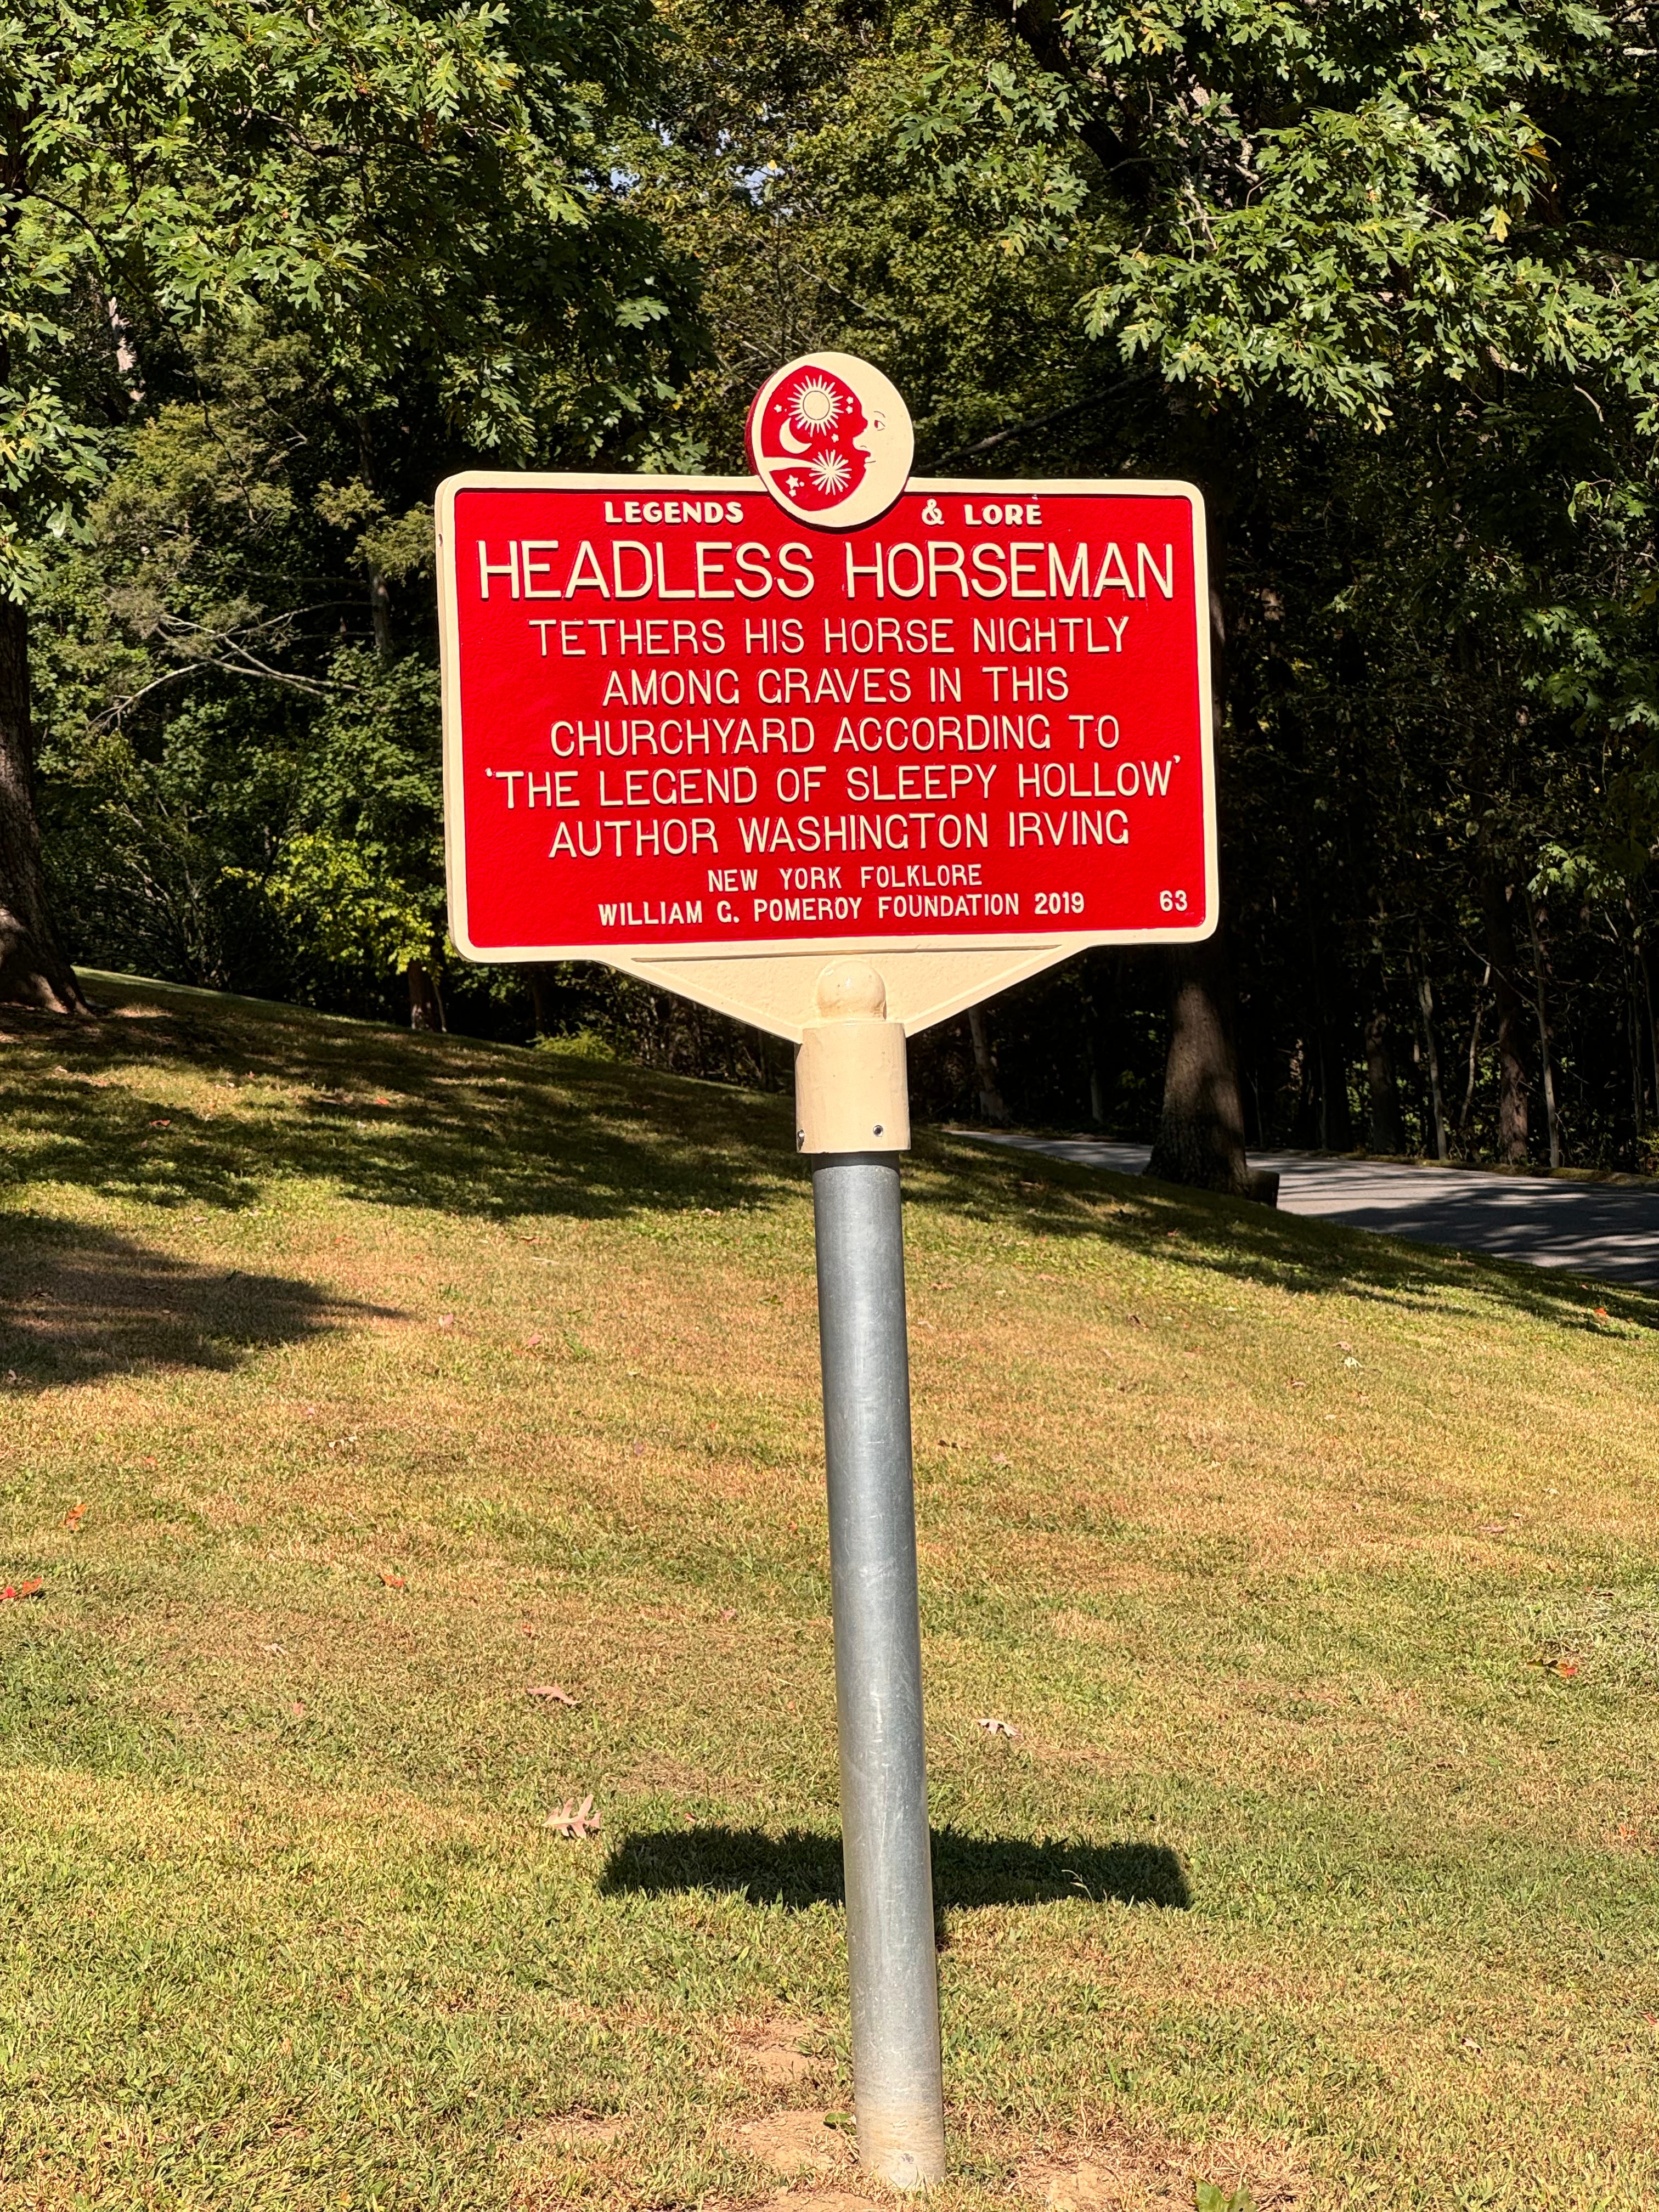 LEGENDS & LORE
HEADLESS HORSEMAN
TETHERS HIS HORSE NIGHTLY
AMONG GRAVES IN THIS
CHURCHYARD ACCORDING TO
'THE LEGEND OF SLEEPY HOLLOW'
AUTHOR WASHINGTON IRVING
NEW YORK FOLKLORE
WILLIAM G. POMEROY FOUNDATION 2019 63